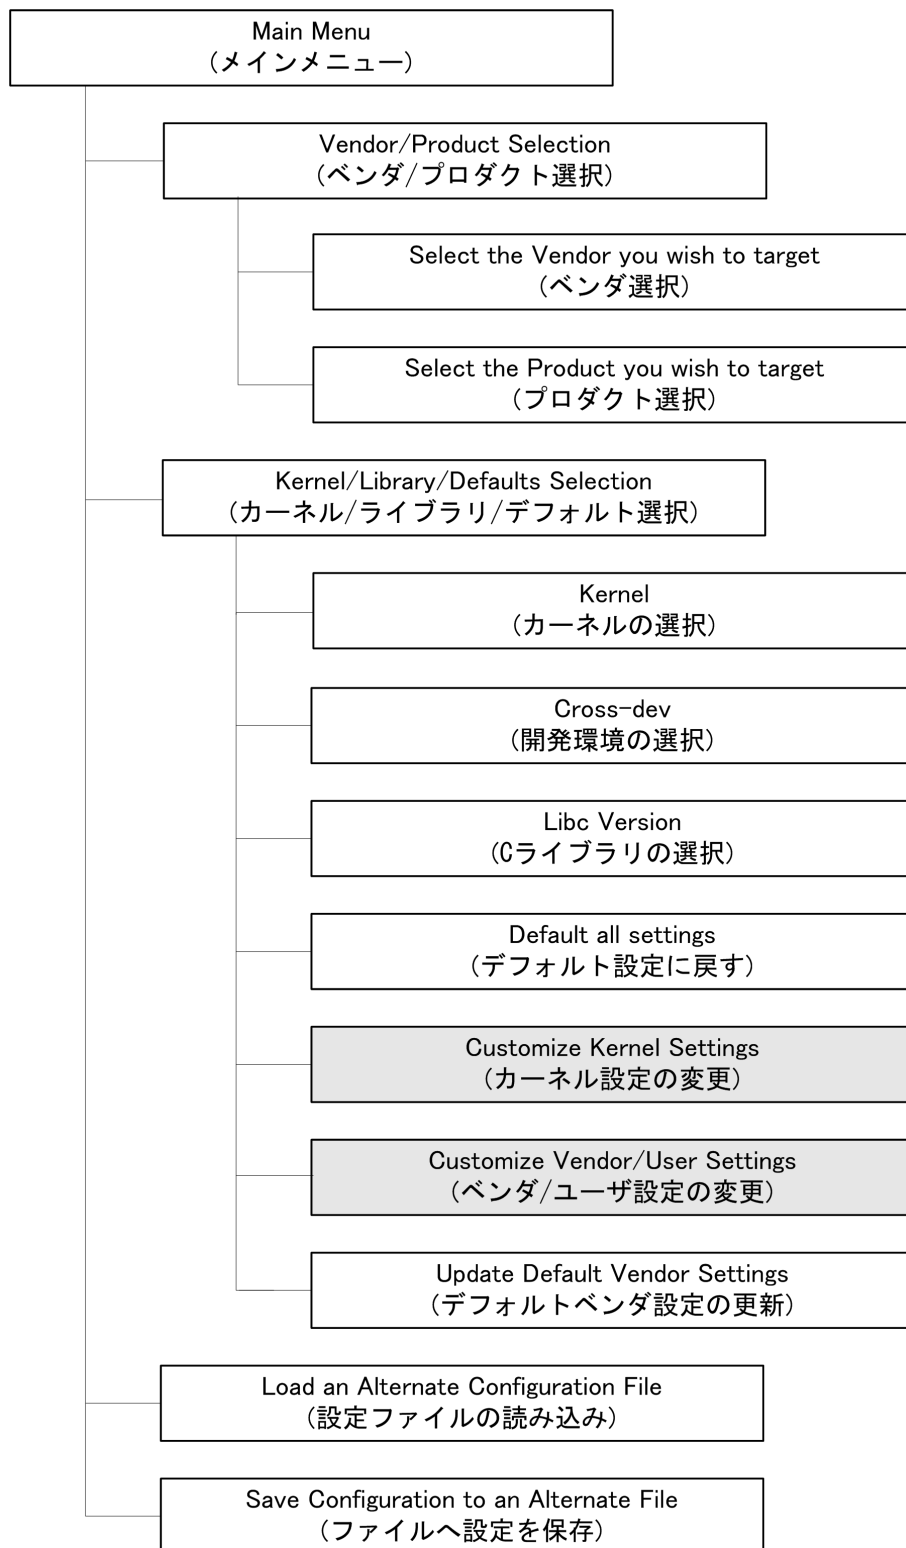 Main Menu
(メインメニュー)
Vendor/Product Selection
(ベンダ/プロダクト選択)
Select the Vendor you wish to target
(ベンダ選択)
Select the Product you wish to target
(プロダクト選択)
Kernel/Library/Defaults Selection
(カーネル/ライブラリ/デフォルト選択)
Kernel
(カーネルの選択)
Cross-dev
(開発環境の選択)
Libc Version
(Cライブラリの選択)
Default all settings
(デフォルト設定に戻す)
Customize Kernel Settings
(カーネル設定の変更)
Customize Vendor/User Settings
(ベンダ/ユーザ設定の変更)
Update Default Vendor Settings
(デフォルトベンダ設定の更新)
Load an Alternate Configuration File
(設定ファイルの読み込み)
Save Configuration to an Alternate File
(ファイルへ設定を保存)